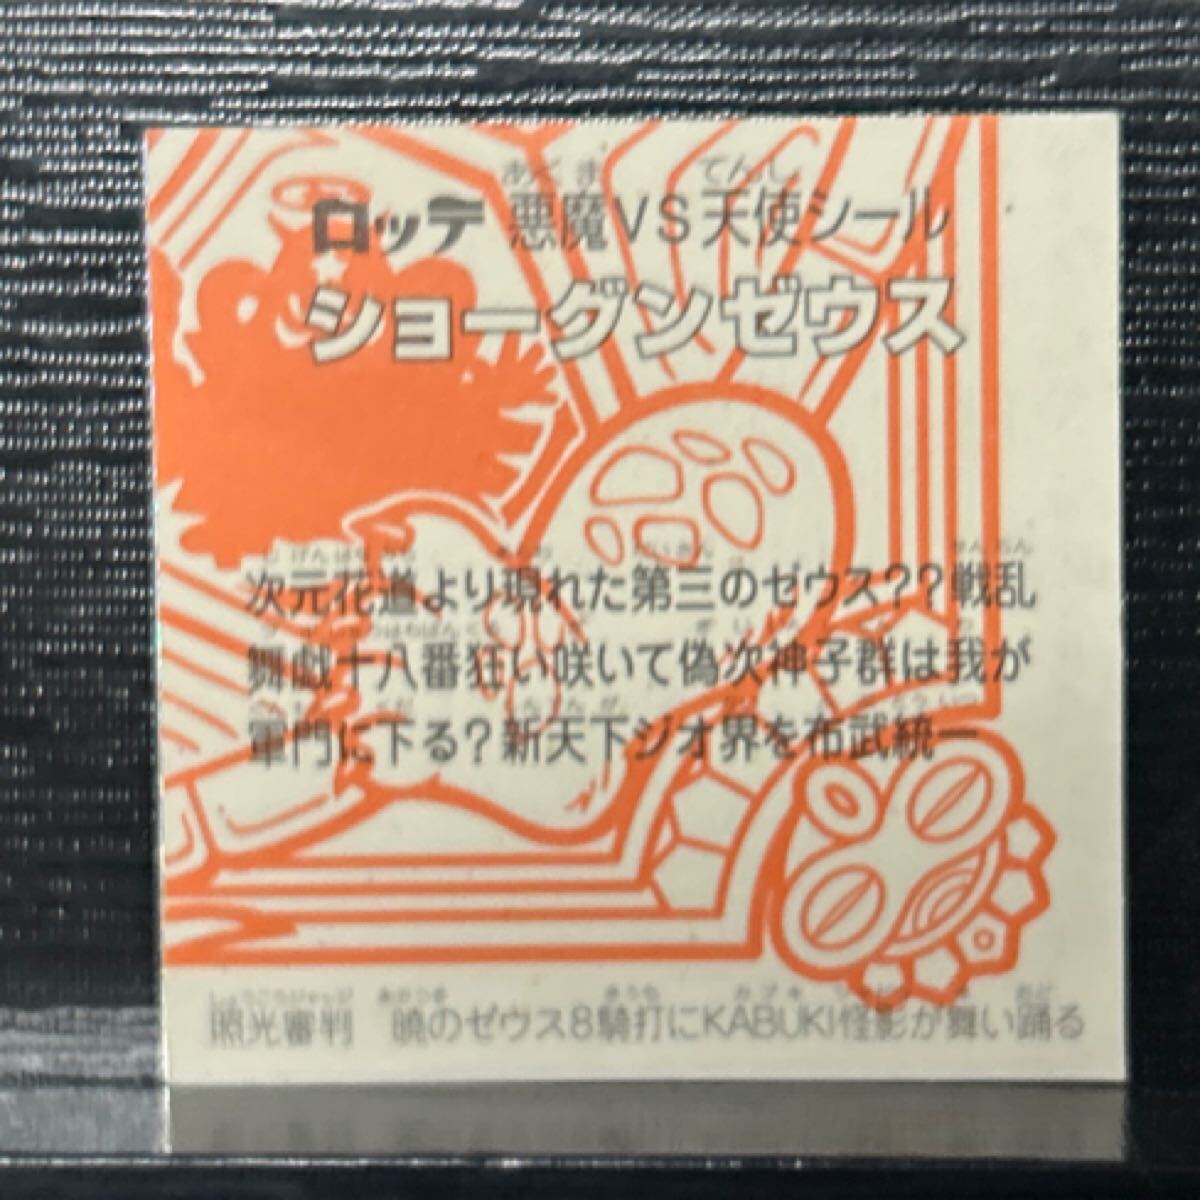 ロッテ 悪魔VS天使シール
ショーグンゼウス
次元花道より現れた第三のゼウス??戦乱
舞戯十八番狂い咲いて偽次神子群は我が
軍門に下る?新天下ジオ界を布武統一
照光審判 暁のゼウス8騎打にKABUKI怪影が舞い踊る